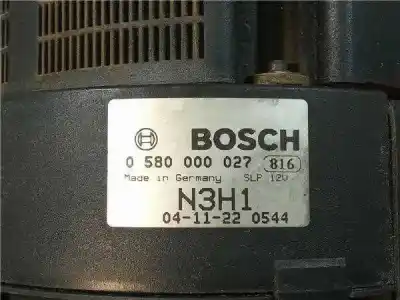 BOSCH
0 580 000 027 816
Made in Germany SLP 12V
N3H1
04-11-22 0544